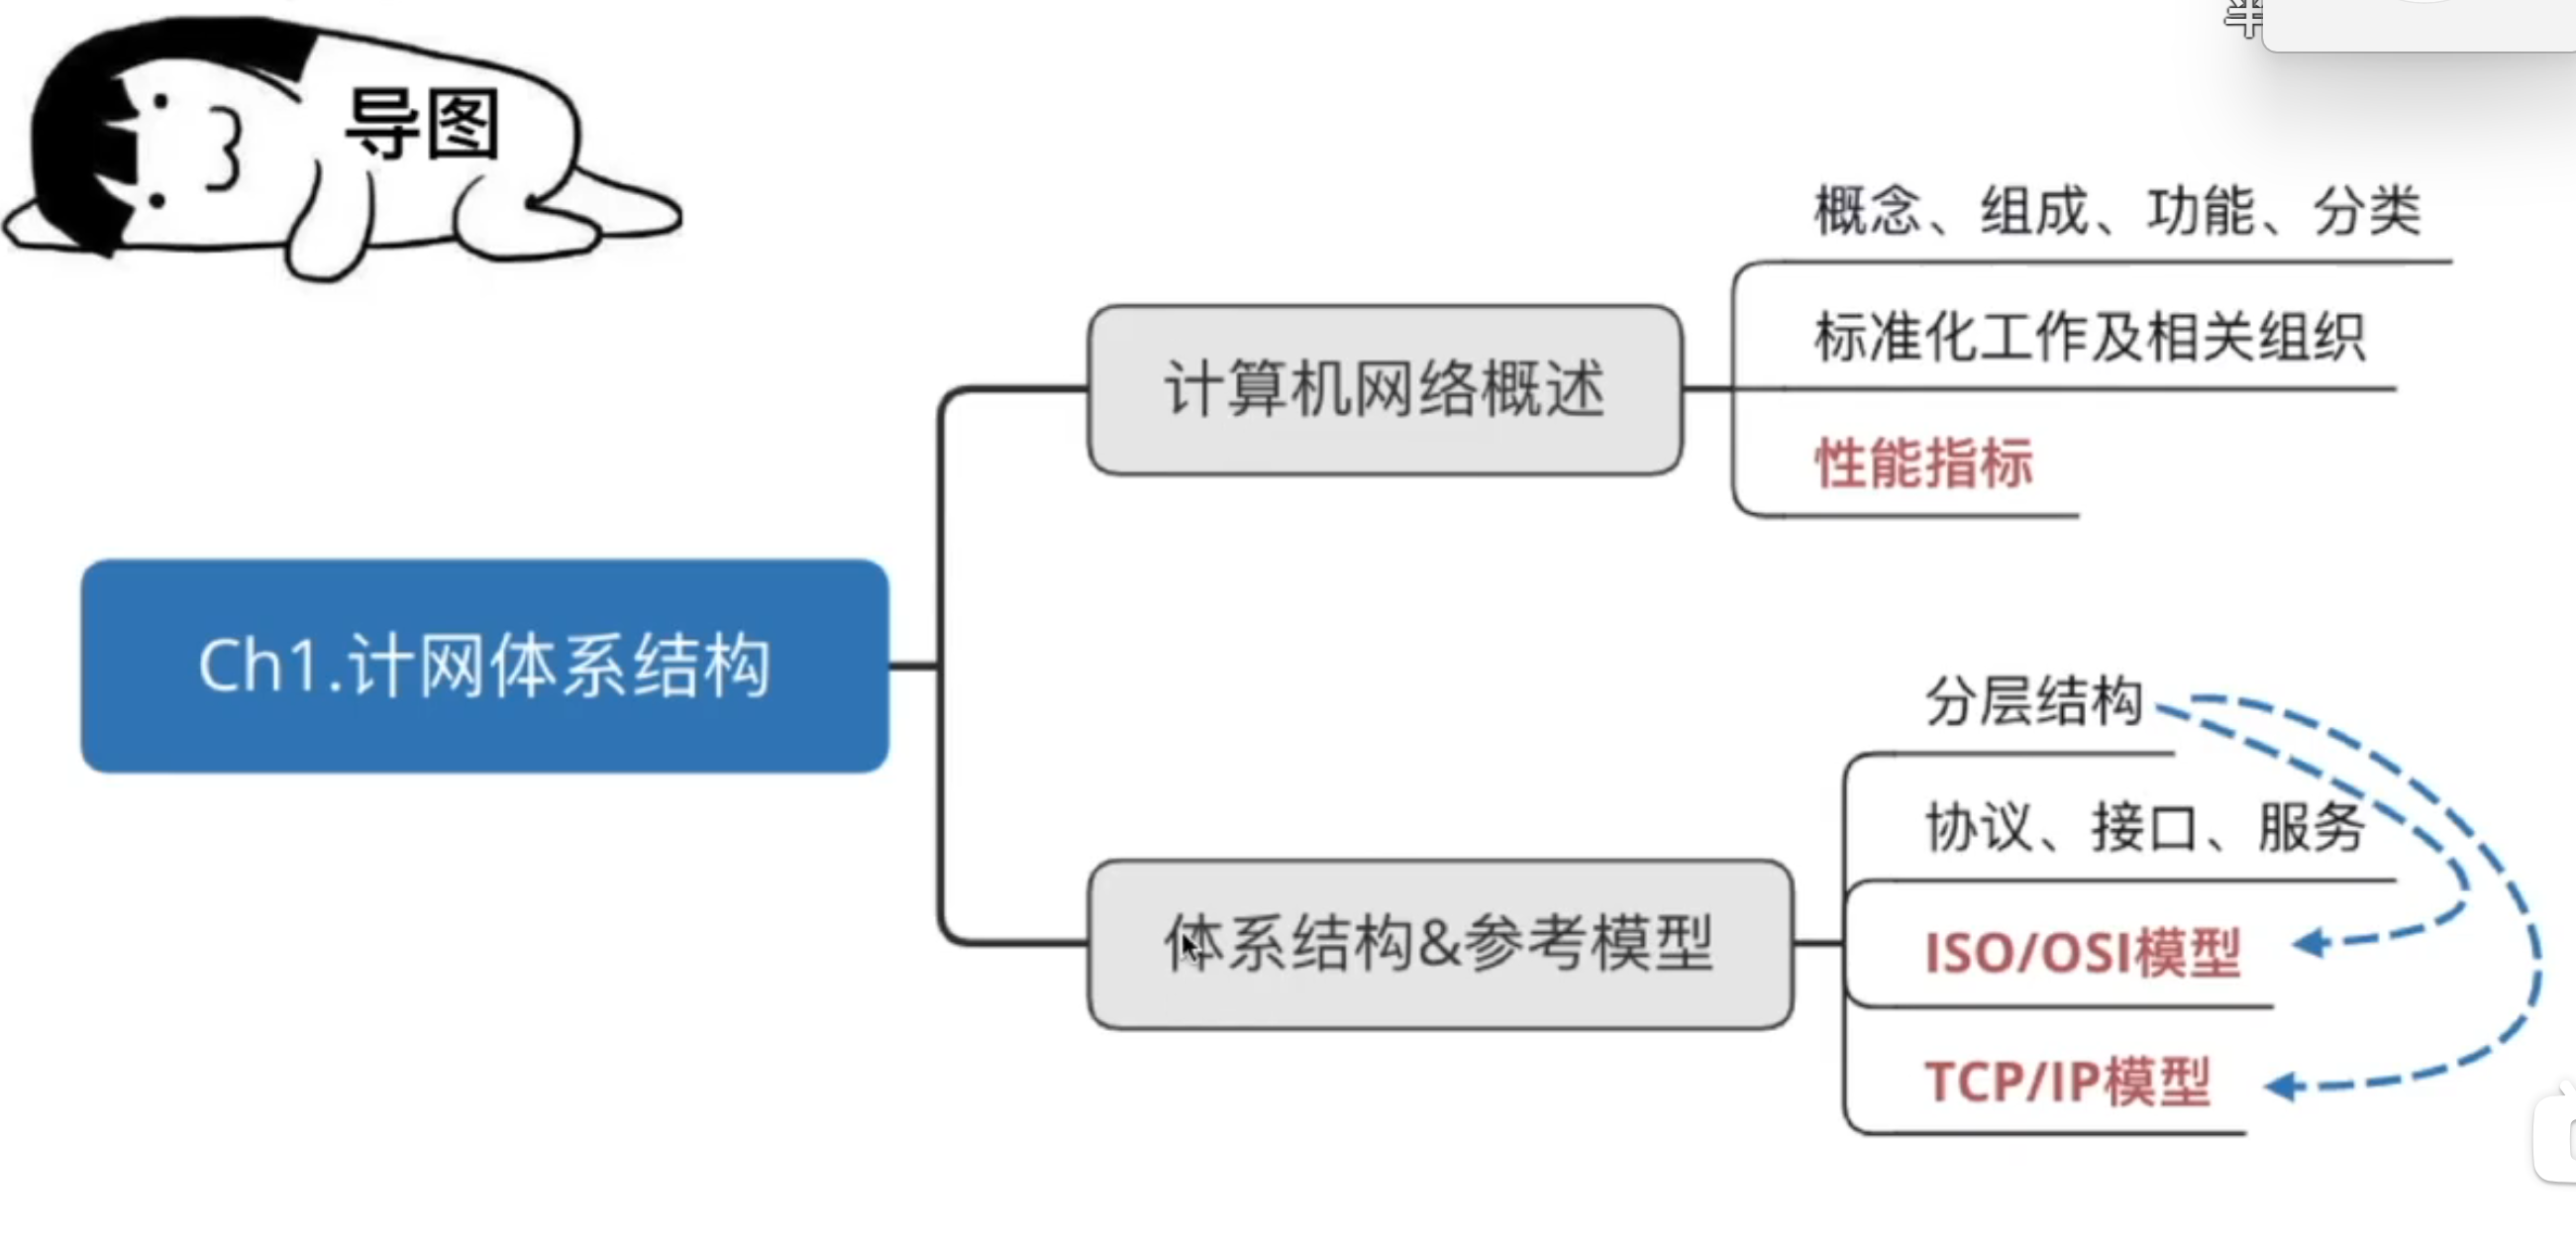 导图
概念、组成、功能、分类
标准化工作及相关组织
性能指标
计算机网络概述
Ch1.计网体系结构
分层结构
协议、接口、服务
ISO/OSI模型
TCP/IP模型
体系结构&参考模型